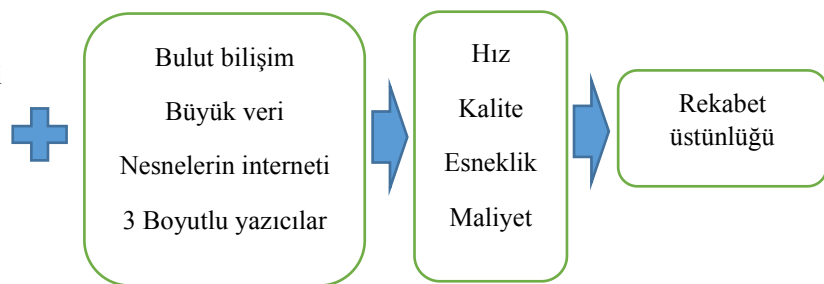 Bulut bilişim
Büyük veri
Nesnelerin interneti
3 Boyutlu yazıcılar
Hız
Kalite
Esneklik
Maliyet
Rekabet
üstünlüğü